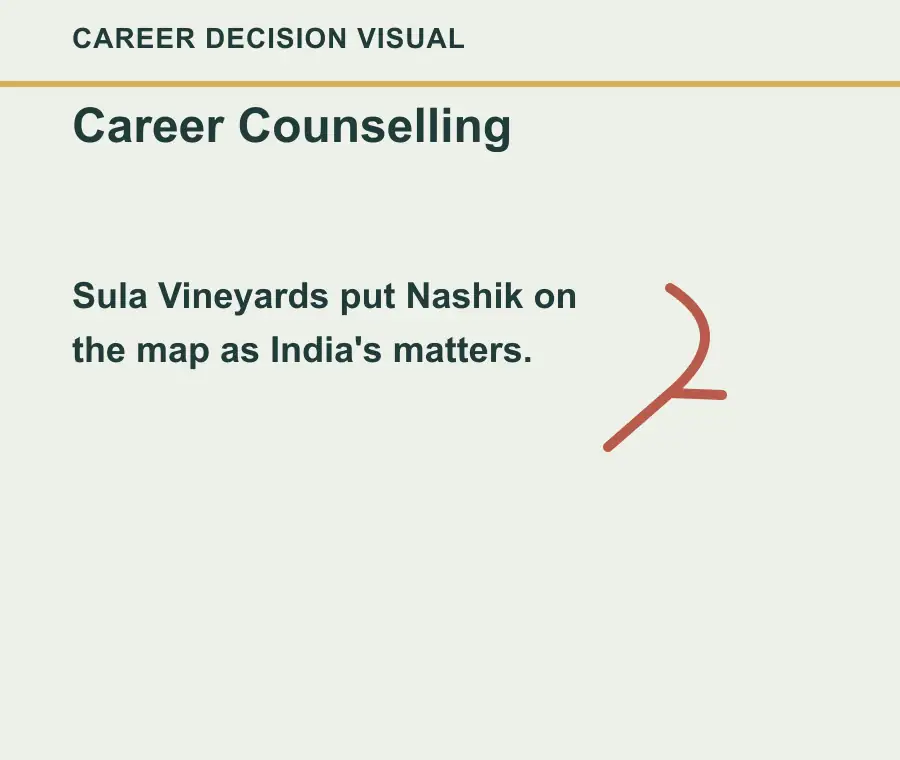 CAREER DECISION VISUAL
Career Counselling
Sula Vineyards put Nashik on
the map as India's matters.